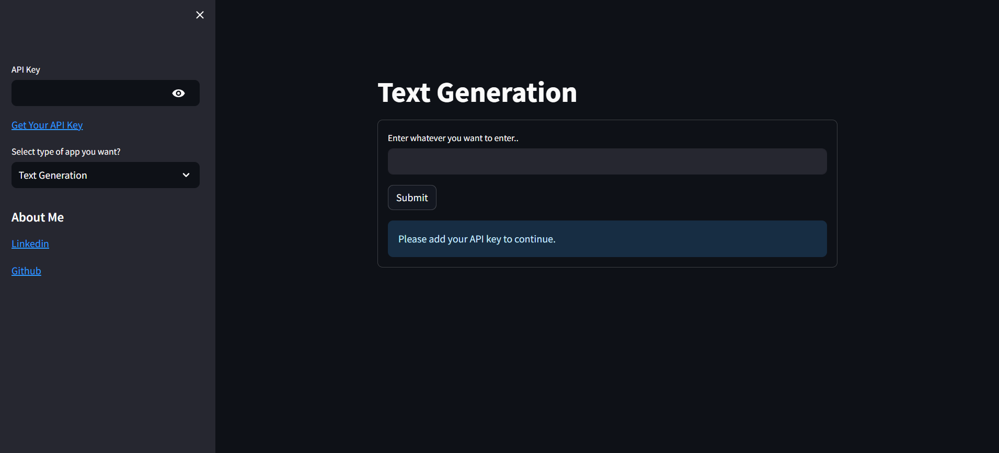 API Key
Get Your API Key
Select type of app you want?
Text Generation
About Me
Linkedin
Github
Text Generation
Enter whatever you want to enter..
Submit
Please add your API key to continue.